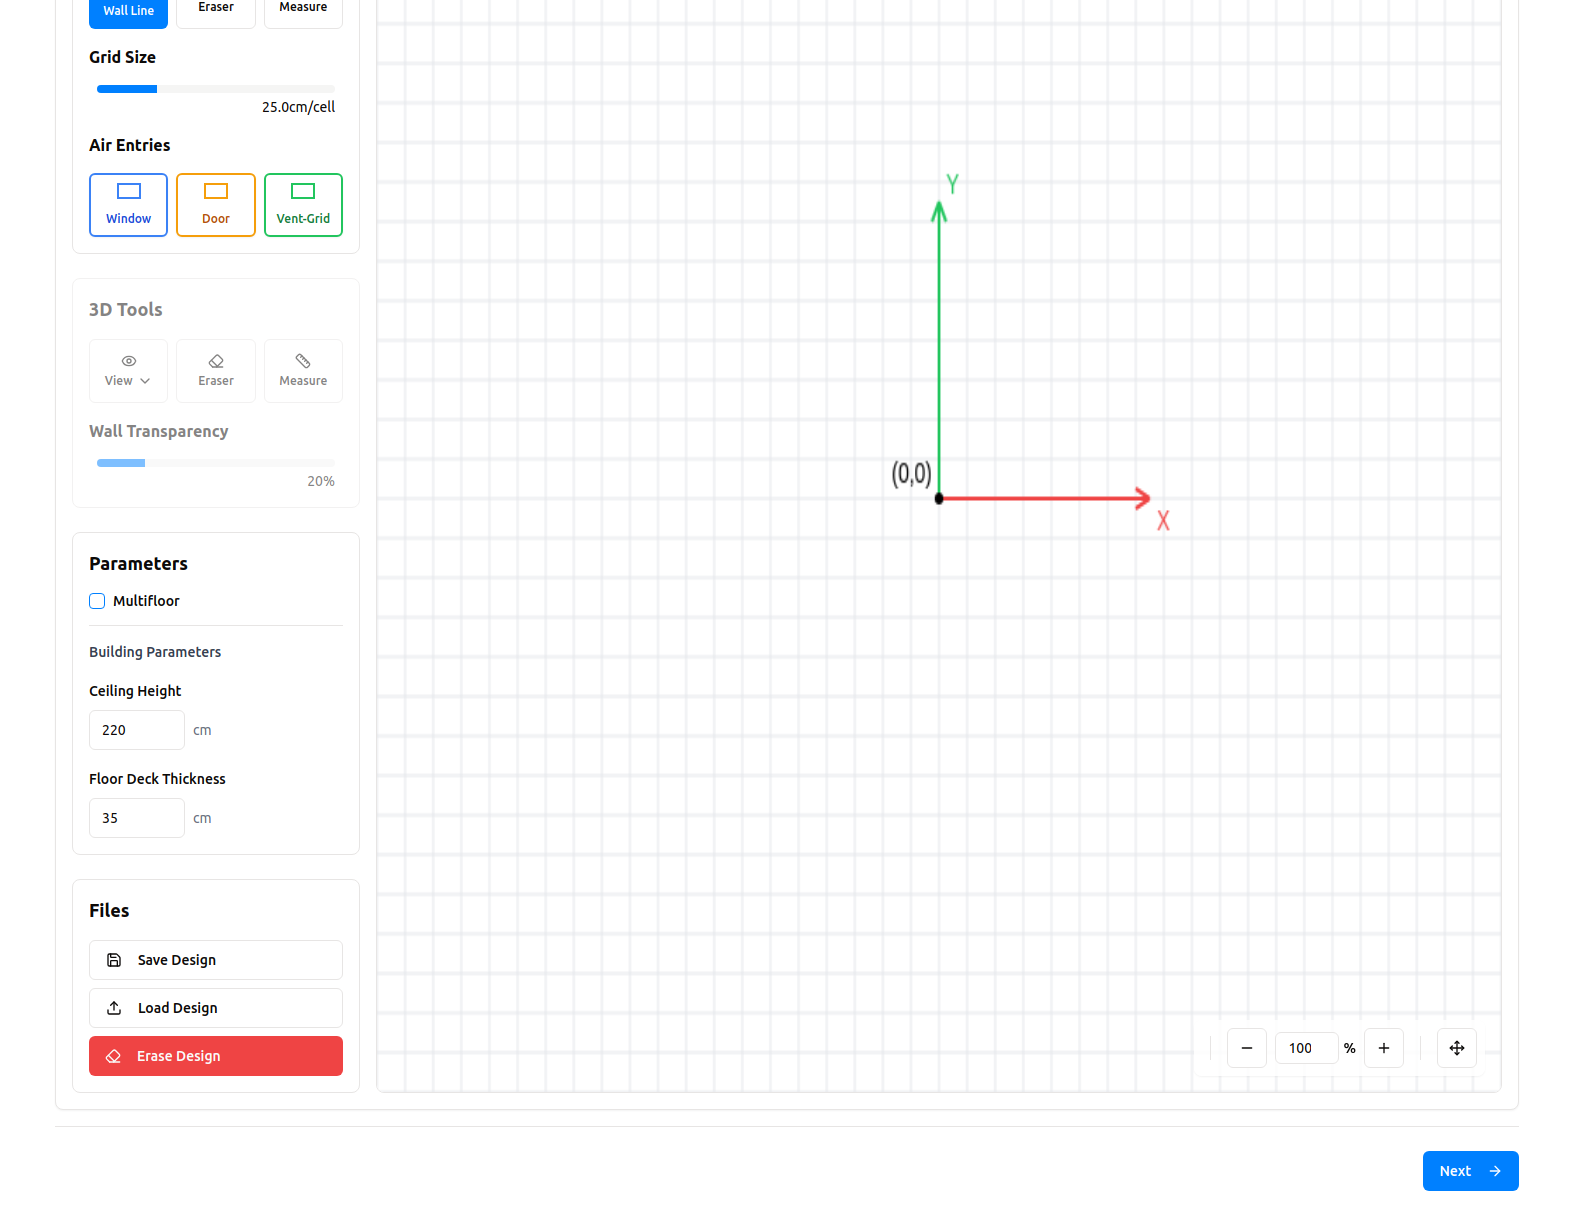 Wall Line
Eraser
Measure
Grid Size
25.0cm/cell
Air Entries
Window
Door
Vent-Grid
3D Tools
View
Eraser
Measure
Wall Transparency
20%
Parameters
Multifloor
Building Parameters
Ceiling Height
220 cm
Floor Deck Thickness
35 cm
Files
Save Design
Load Design
Erase Design
Y
(0,0)
X
100 %
Next